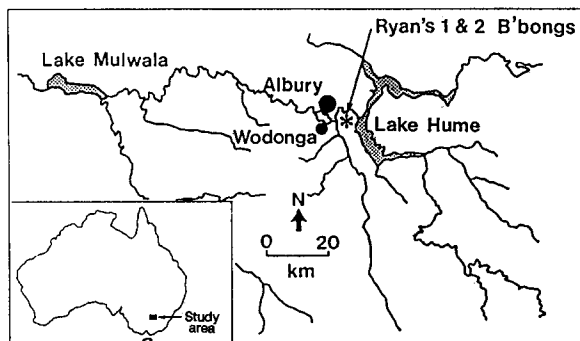 Ryan's 1 & 2 B'bongs
Lake Mulwala
Albury
Wodonga
Lake Hume
N
0 20
km
Study
area